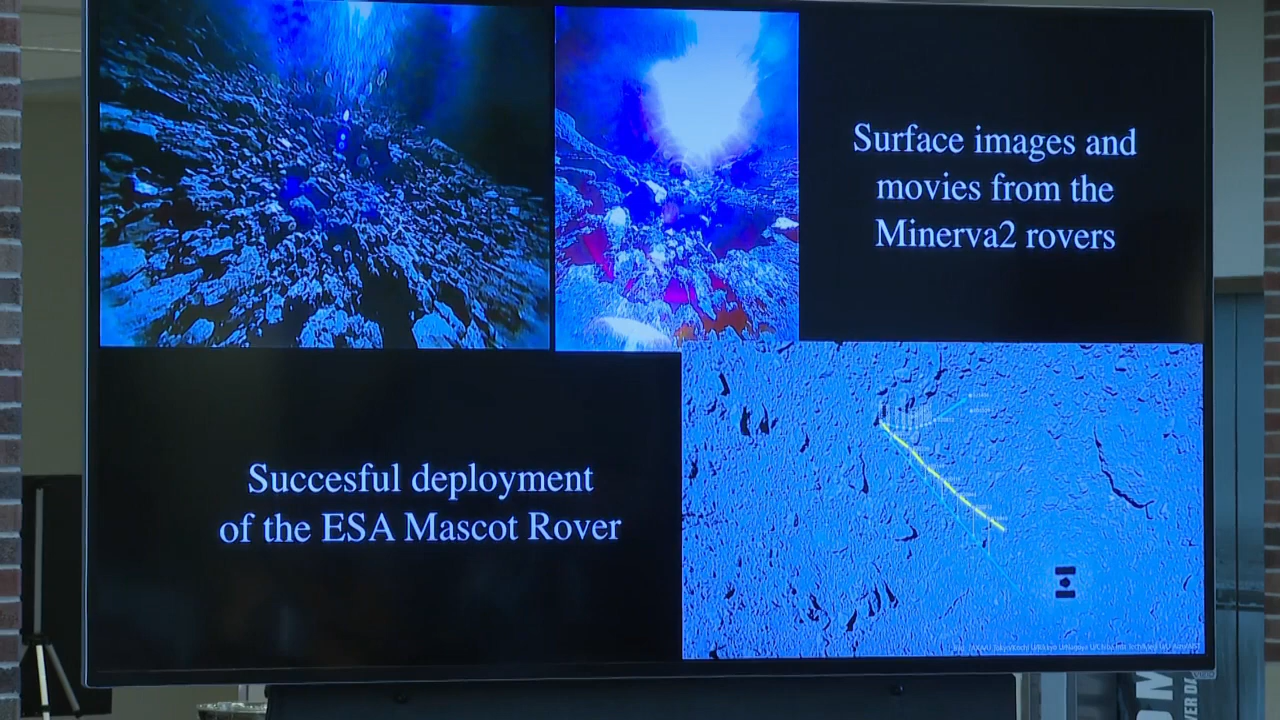 Surface images and
movies from the
Minerva2 rovers
Succesful deployment
of the ESA Mascot Rover